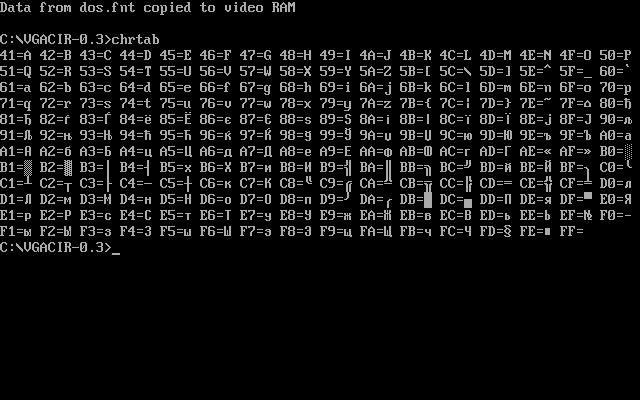 Data from dos.fnt copied to video RAM
C:\VGACIR-0.3>chrtab
41=A 42=B 43=C 44=D 45=E 46=F 47=G 48=H 49=I 4A=J 4B=K 4C=L 4D=M 4E=N 4F=O 50=P
51=Q 52=R 53=S 54=T 55=U 56=V 57=W 58=X 59=Y 5A=Z 5B=[ 5C=\ 5D=] 5E=^ 5F=_ 60=`
61=a 62=b 63=c 64=d 65=e 66=f 67=g 68=h 69=i 6A=j 6B=k 6C=l 6D=m 6E=n 6F=o 70=p
71=q 72=r 73=s 74=t 75=u 76=v 77=w 78=x 79=y 7A=z 7B={ 7C=¦ 7D=} 7E=~ 7F=⌂ 80=ђ
81=Ђ 82=ѓ 83=Ѓ 84=ё 85=Ё 86=є 87=Є 88=ѕ 89=Ѕ 8A=і 8B=І 8C=ї 8D=Ї 8E=ј 8F=Ј 90=љ
91=Љ 92=њ 93=Њ 94=ћ 95=Ћ 96=ќ 97=Ќ 98=ў 99=Ў 9A=џ 9B=Џ 9C=ю 9D=Ю 9E=ъ 9F=Ъ A0=а
A1=А A2=б A3=Б A4=ц A5=Ц A6=д A7=Д A8=е A9=Е AA=ф AB=Ф AC=г AD=Г AE=« AF=» B0=░
B1=▒ B2=▓ B3=│ B4=┤ B5=х B6=Х B7=и B8=И B9=╣ BA=║ BB=╗ BC=╝ BD=й BE=Й BF=┐ C0=└
C1=┴ C2=┬ C3=├ C4=─ C5=┼ C6=к C7=К C8=╚ C9=╔ CA=╩ CB=╦ CC=╠ CD=═ CE=╬ CF= D0=л
D1=Л D2=м D3=М D4=н D5=Н D6=о D7=О D8=п D9=┘ DA=┌ DB=█ DC=▄ DD=П DE=я DF=▀ E0=Я
E1=р E2=Р E3=с E4=С E5=т E6=Т E7=у E8=У E9=ж EA=Ж EB=в EC=В ED=ь EE=Ь EF=№ F0=-
F1=ы F2=Ы F3=з F4=З F5=ш F6=Ш F7=э F8=Э F9=щ FA=Щ FB=ч FC=Ч FD=§ FE=■ FF=
C:\VGACIR-0.3>_